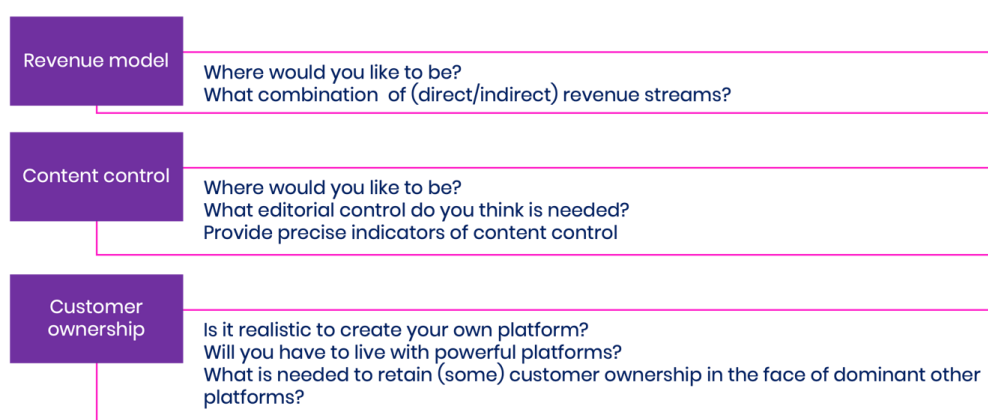 Revenue model
Where would you like to be?
What combination of (direct/indirect) revenue streams?
Content control
Where would you like to be?
What editorial control do you think is needed?
Provide precise indicators of content control
Customer
ownership
Is it realistic to create your own platform?
Will you have to live with powerful platforms?
What is needed to retain (some) customer ownership in the face of dominant other
platforms?